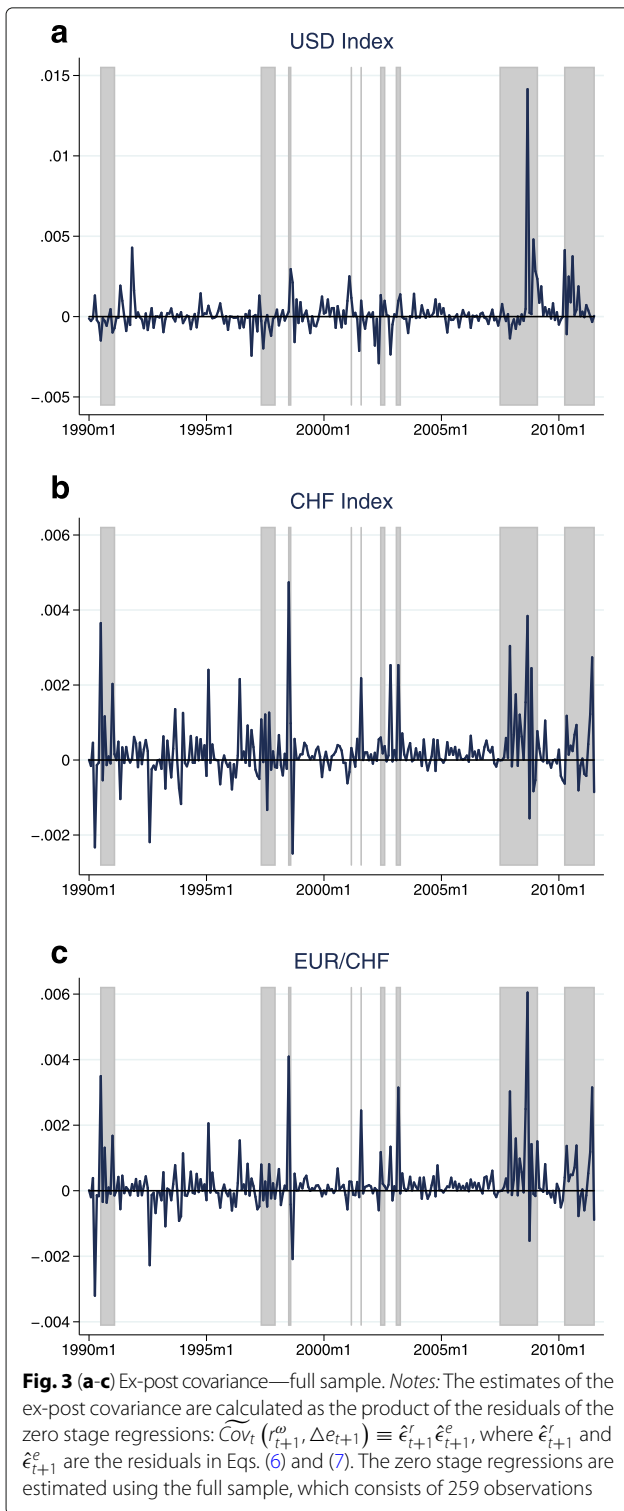 a
USD Index
.015
.01
.005
0
-.005
1990m1 1995m1 2000m1 2005m1 2010m1
b
CHF Index
.006
.004
.002
0
-.002
1990m1 1995m1 2000m1 2005m1 2010m1
c
EUR/CHF
.006
.004
.002
0
-.002
-.004
1990m1 1995m1 2000m1 2005m1 2010m1
Fig. 3 (a-c) Ex-post covariance—full sample. Notes: The estimates of the
ex-post covariance are calculated as the product of the residuals of the
zero stage regressions: \widetilde{Cov}_t (r^ω_{t+1}, △e_{t+1}) ≡ ε̂^r_{t+1}ε̂^e_{t+1}, where ε̂^r_{t+1} and
ε̂^e_{t+1} are the residuals in Eqs. (6) and (7). The zero stage regressions are
estimated using the full sample, which consists of 259 observations